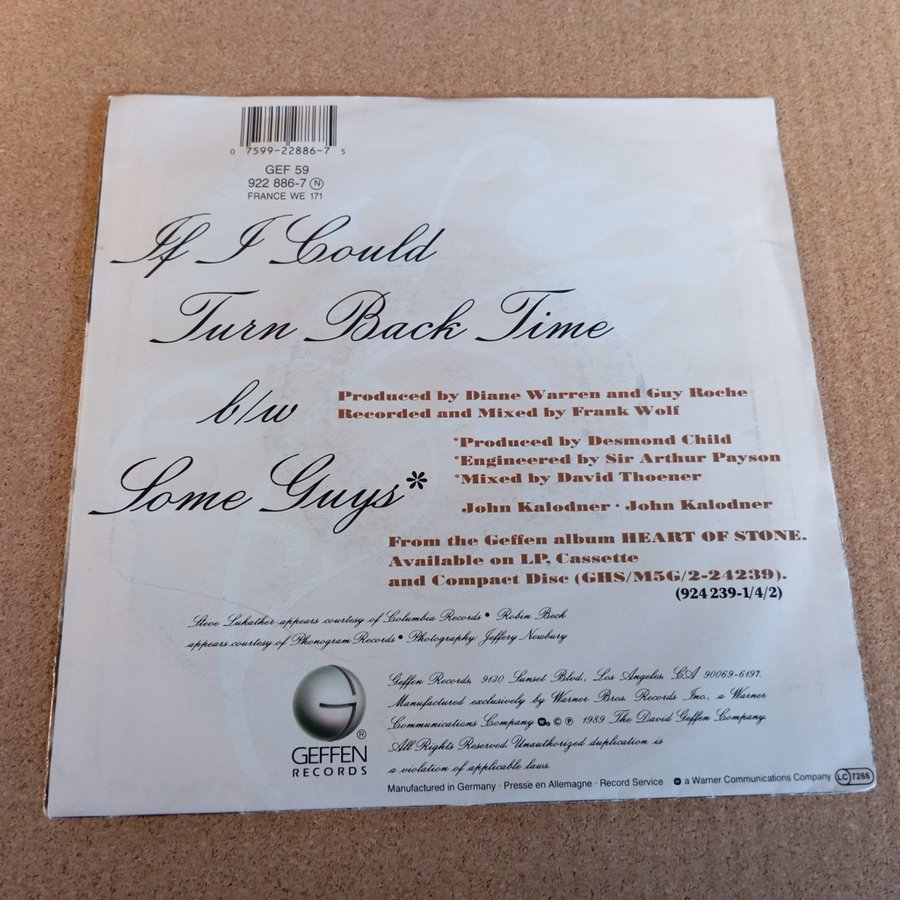 0 7599-22886-7 5
GEF 59
922 886-7 N
FRANCE WE 171
If I Could
Turn Back Time
b/w
Produced by Diane Warren and Guy Roche
Recorded and Mixed by Frank Wolf
Some Guys*
*Produced by Desmond Child
*Engineered by Sir Arthur Payson
*Mixed by David Thoener
John Kalodner · John Kalodner
From the Geffen album HEART OF STONE.
Available on LP, Cassette
and Compact Disc (GHS/M5G/2-24239).
(924 239-1/4/2)
Steve Lukather appears courtesy of Columbia Records • Robin Beck
appears courtesy of Phonogram Records • Photography: Jeffery Newbury
G
GEFFEN®
RECORDS
Geffen Records, 9130 Sunset Blvd., Los Angeles, CA 90069-6197.
Manufactured exclusively by Warner Bros. Records Inc., a Warner
Communications Company. © ℗ 1989 The David Geffen Company.
All Rights Reserved. Unauthorized duplication is
a violation of applicable laws.
Manufactured in Germany · Presse en Allemagne · Record Service a Warner Communications Company LC 7266